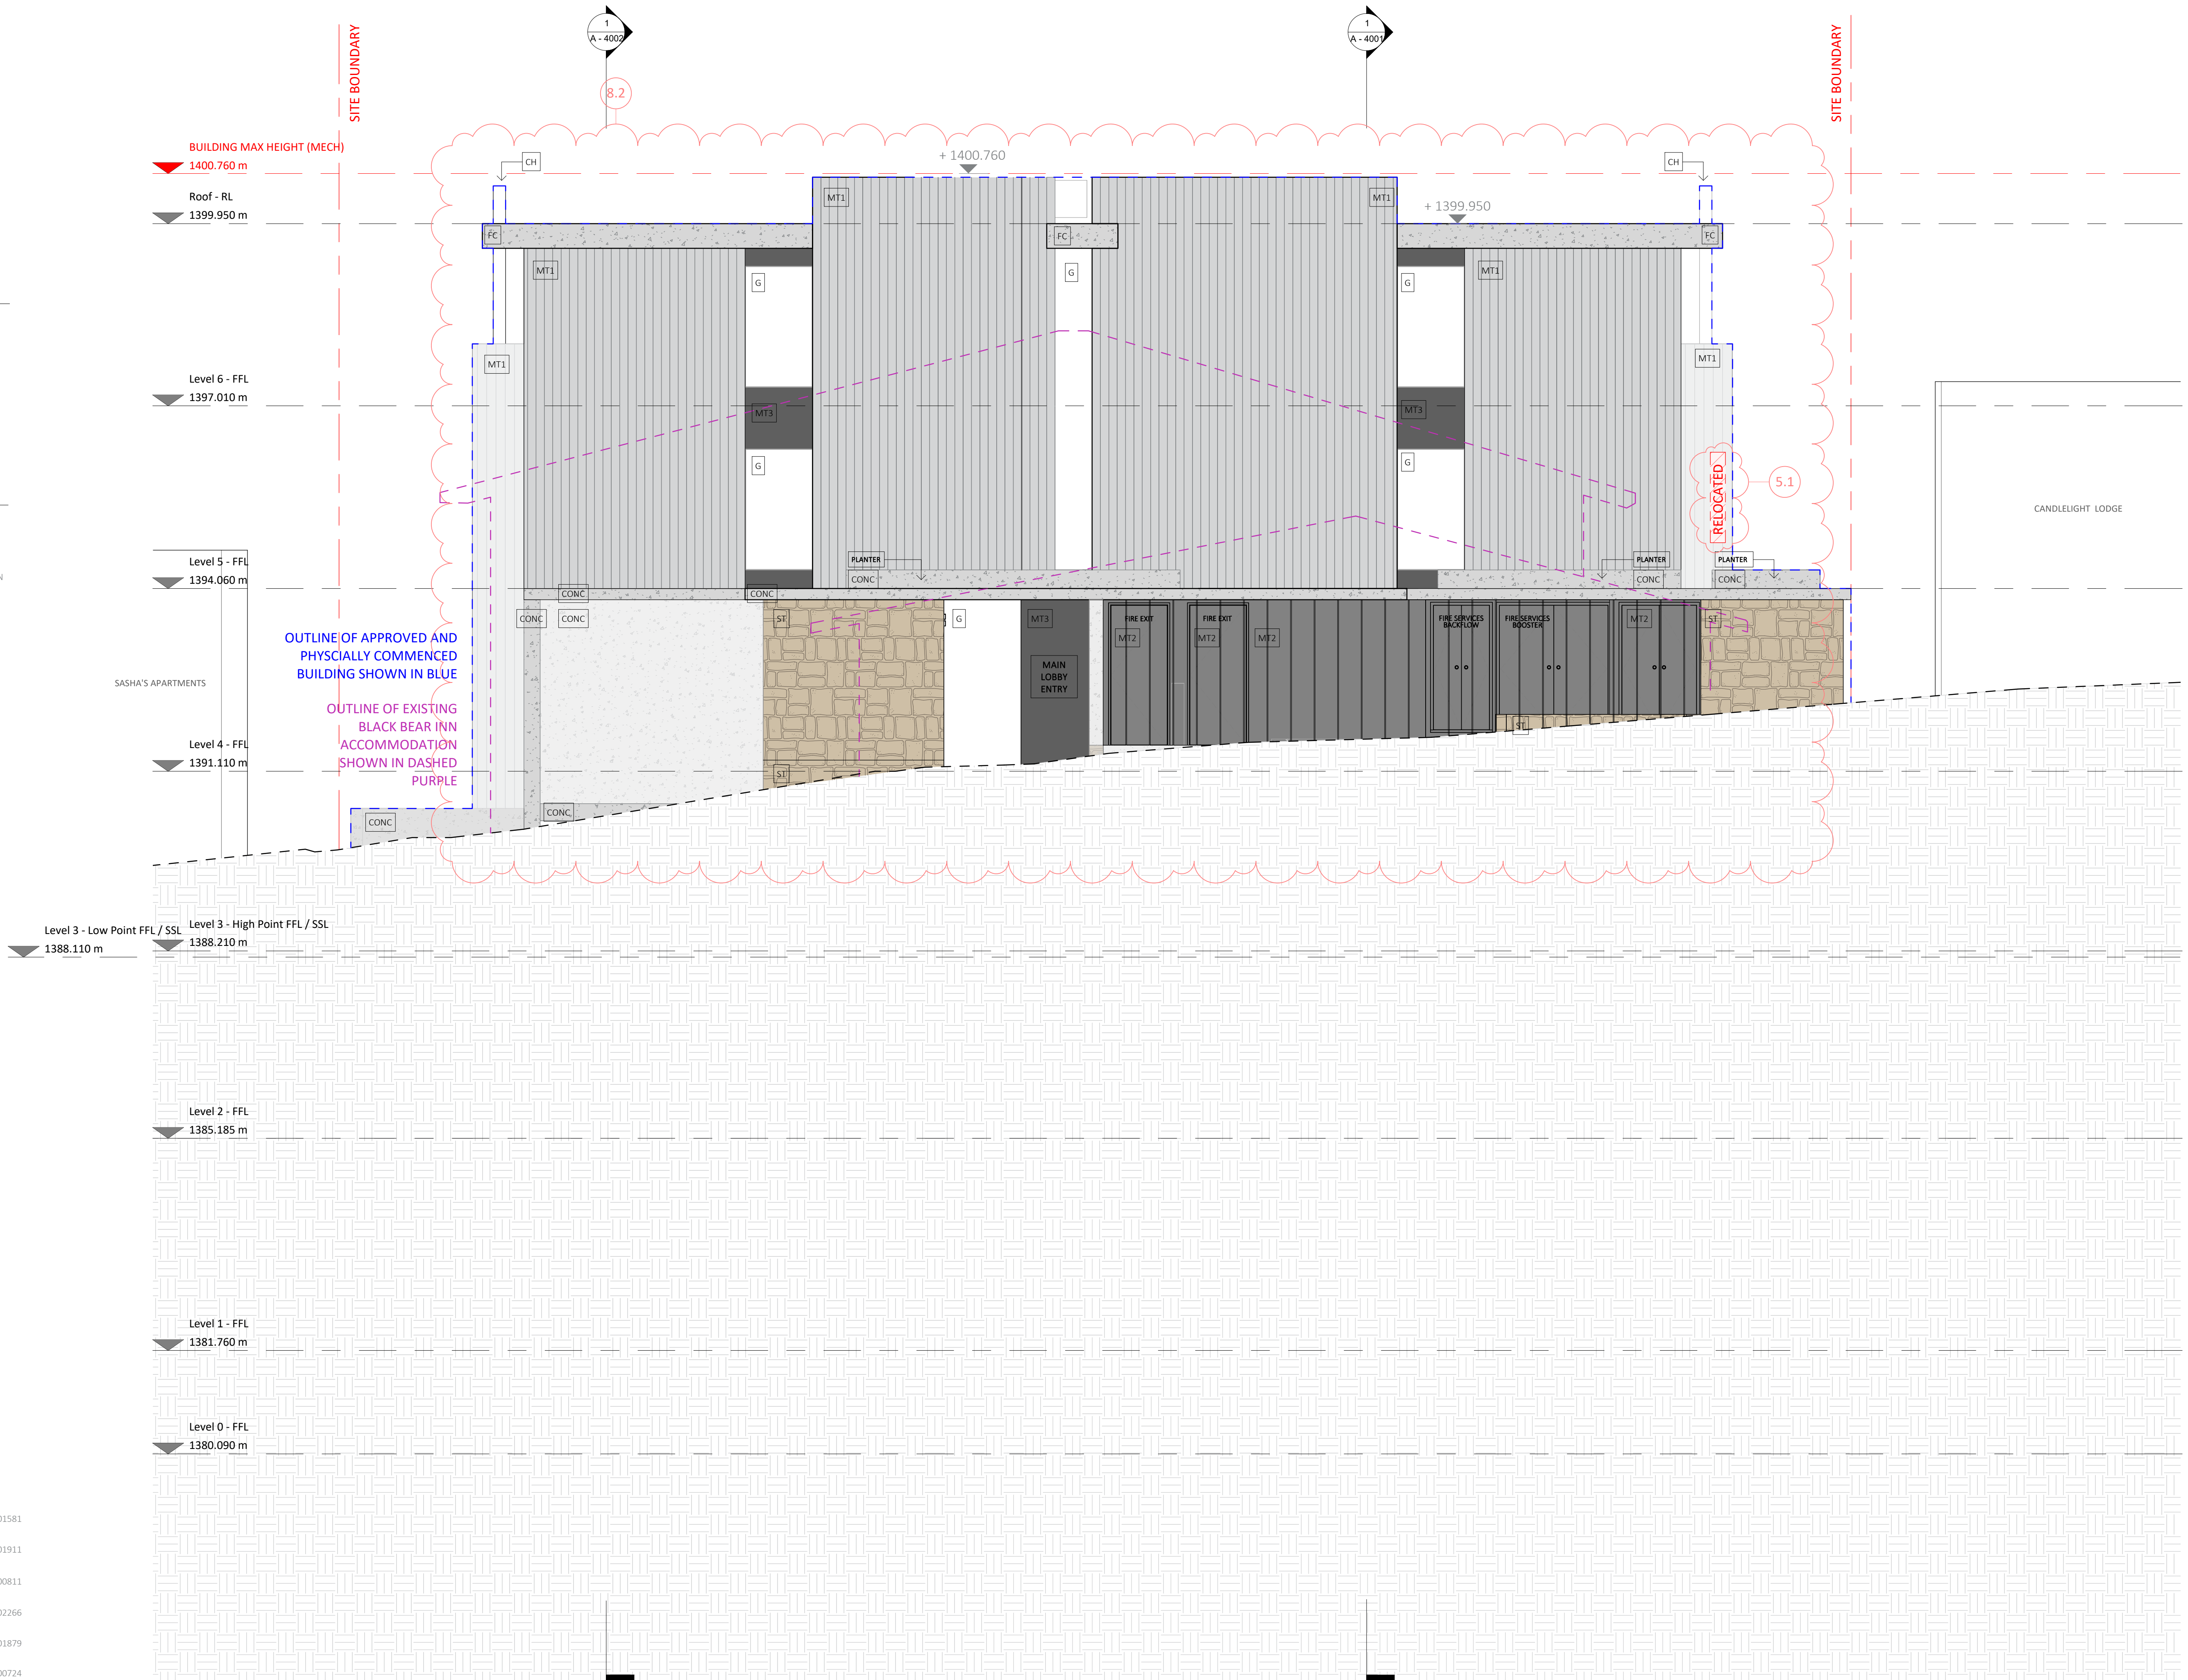 1
A - 4002
1
A - 4001
SITE BOUNDARY
SITE BOUNDARY
8.2
BUILDING MAX HEIGHT (MECH)
1400.760 m
CH
+ 1400.760
CH
Roof - RL
1399.950 m
MT1
MT1
+ 1399.950
FC
FC
FC
MT1
G
G
G
MT1
MT1
MT1
Level 6 - FFL
1397.010 m
MT3
MT3
G
G
RELOCATED
5.1
CANDLELIGHT LODGE
Level 5 - FFL
1394.060 m
PLANTER
CONC
PLANTER
CONC
PLANTER
CONC
CONC
CONC
CONC
CONC
ST
G
MT3
FIRE EXIT
MT2
FIRE EXIT
MT2
MT2
FIRE SERVICES
BACKFLOW
FIRE SERVICES
BOOSTER
MT2
ST
OUTLINE OF APPROVED AND
PHYSCIALLY COMMENCED
BUILDING SHOWN IN BLUE
MAIN
LOBBY
ENTRY
SASHA'S APARTMENTS
OUTLINE OF EXISTING
BLACK BEAR INN
ACCOMMODATION
SHOWN IN DASHED
PURPLE
ST
Level 4 - FFL
1391.110 m
ST
CONC
CONC
Level 3 - Low Point FFL / SSL
1388.110 m
Level 3 - High Point FFL / SSL
1388.210 m
Level 2 - FFL
1385.185 m
Level 1 - FFL
1381.760 m
Level 0 - FFL
1380.090 m
01581
01911
00811
02266
01879
00724